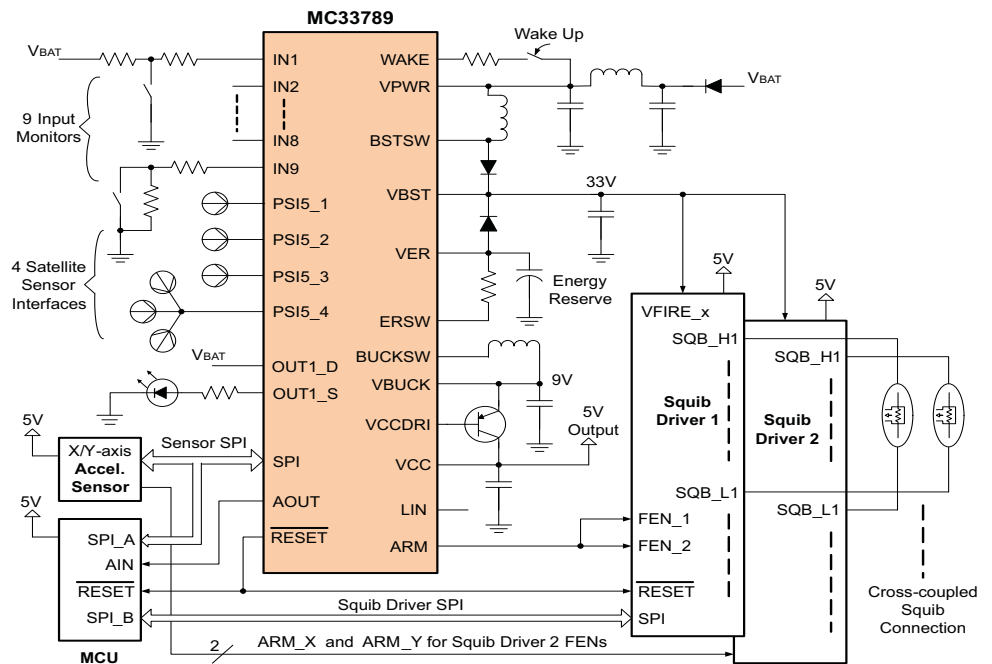 MC33789
VBAT
IN1
IN2
IN8
IN9
9 Input
Monitors
PSI5_1
PSI5_2
PSI5_3
PSI5_4
4 Satellite
Sensor
Interfaces
VBAT
OUT1_D
OUT1_S
SPI
AOUT
RESET
WAKE
VPWR
BSTSW
VBST
VER
ERSW
BUCKSW
VBUCK
VCCDRI
VCC
LIN
ARM
Wake Up
VBAT
33V
Energy
Reserve
9V
5V
Output
5V
VFIRE_x
SQB_H1
Squib
Driver 1
SQB_L1
FEN_1
FEN_2
RESET
SPI
5V
SQB_H1
Squib
Driver 2
SQB_L1
Cross-coupled
Squib
Connection
5V
X/Y-axis
Accel.
Sensor
Sensor SPI
5V
SPI_A
AIN
RESET
SPI_B
MCU
Squib Driver SPI
2
ARM_X and ARM_Y for Squib Driver 2 FENs